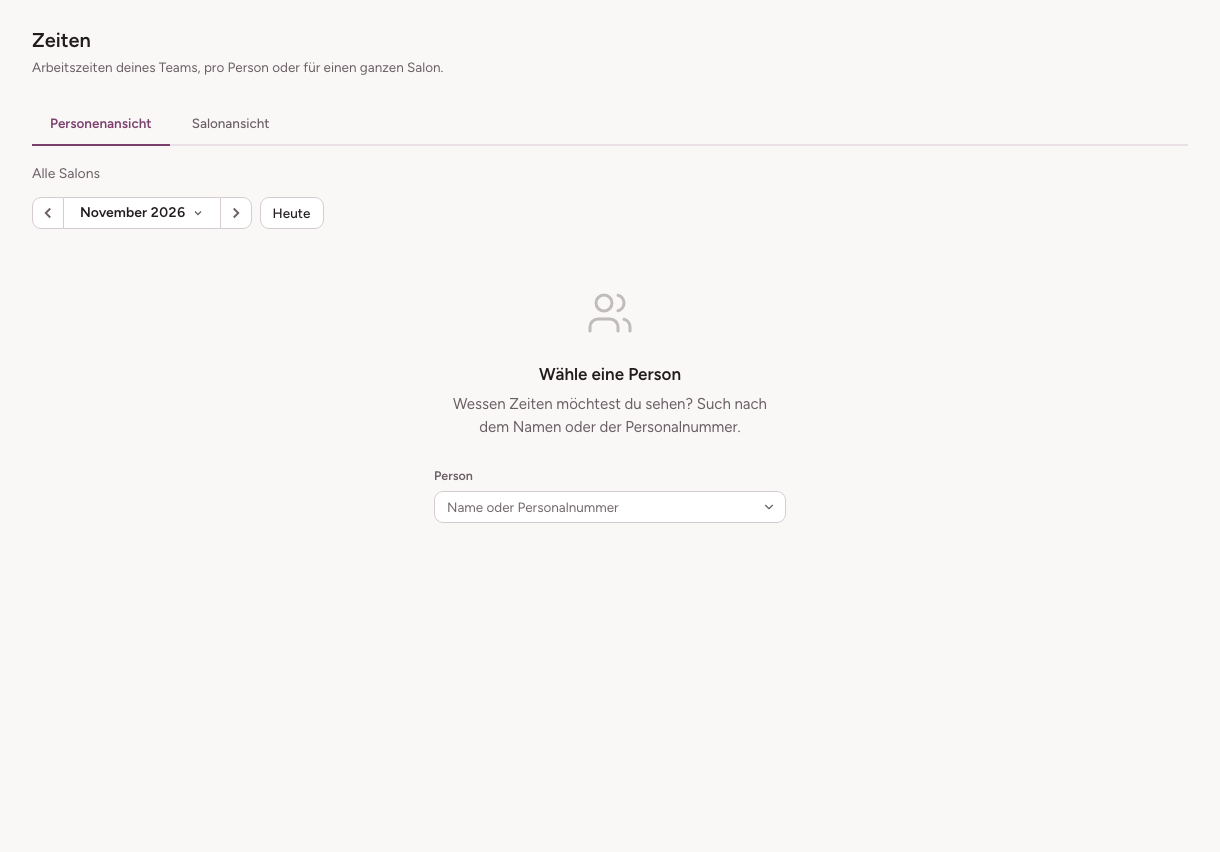 Zeiten
Arbeitszeiten deines Teams, pro Person oder für einen ganzen Salon.
Personenansicht
Salonansicht
Alle Salons
November 2026
Heute
Wähle eine Person
Wessen Zeiten möchtest du sehen? Such nach
dem Namen oder der Personalnummer.
Person
Name oder Personalnummer